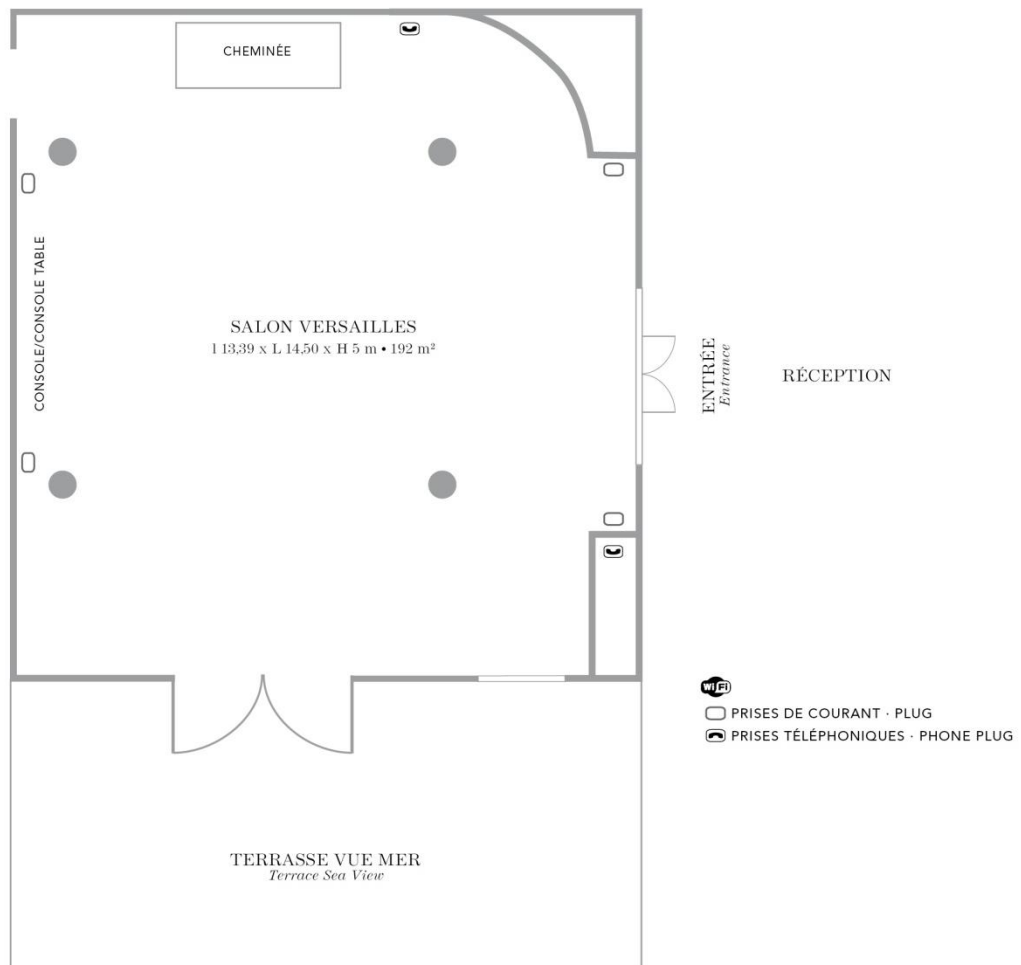 CHEMINÉE
CONSOLE/CONSOLE TABLE
SALON VERSAILLES
l 13,39 x L 14,50 x H 5 m • 192 m²
ENTRÉE
Entrance
RÉCEPTION
WiFi
PRISES DE COURANT · PLUG
PRISES TÉLÉPHONIQUES · PHONE PLUG
TERRASSE VUE MER
Terrace Sea View